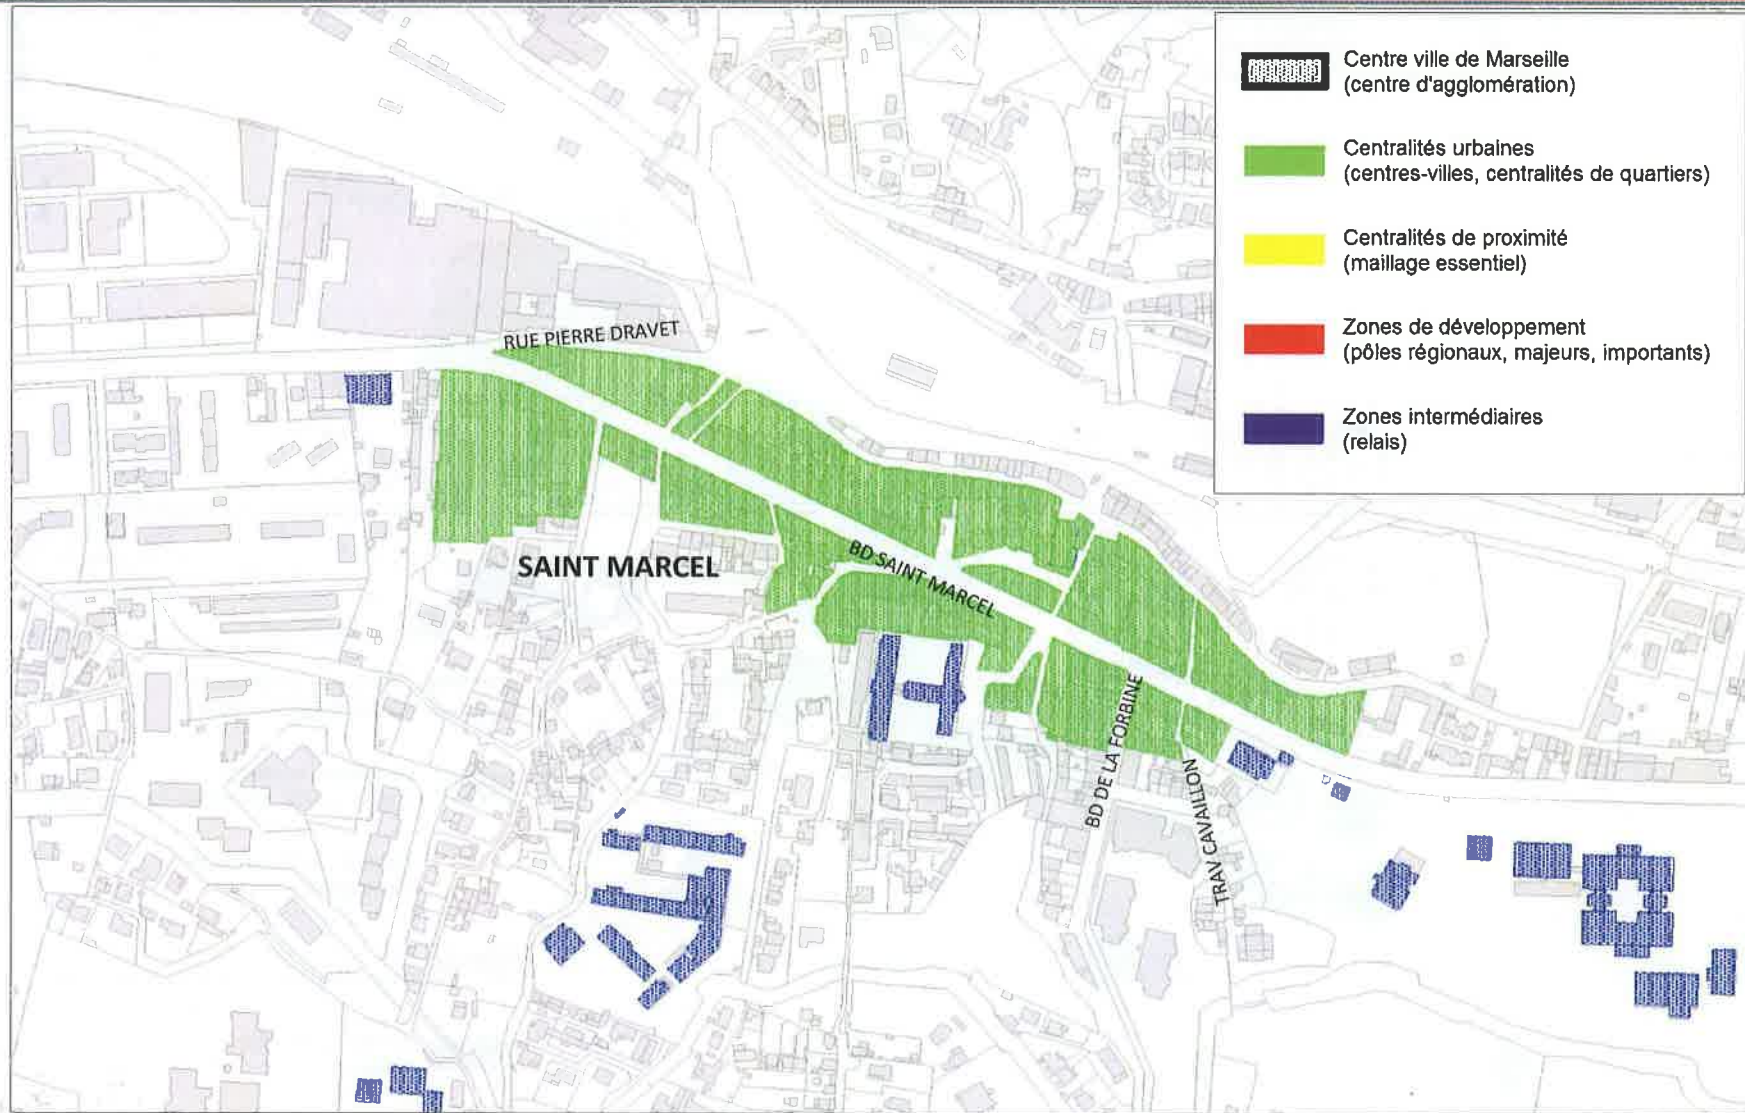 Centre ville de Marseille
(centre d'agglomération)
Centralités urbaines
(centres-villes, centralités de quartiers)
Centralités de proximité
(maillage essentiel)
Zones de développement
(pôles régionaux, majeurs, importants)
Zones intermédiaires
(relais)
RUE PIERRE DRAVET
SAINT MARCEL
BD SAINT MARCEL
BD DE LA FORBINE
TRAV CAVAILLON